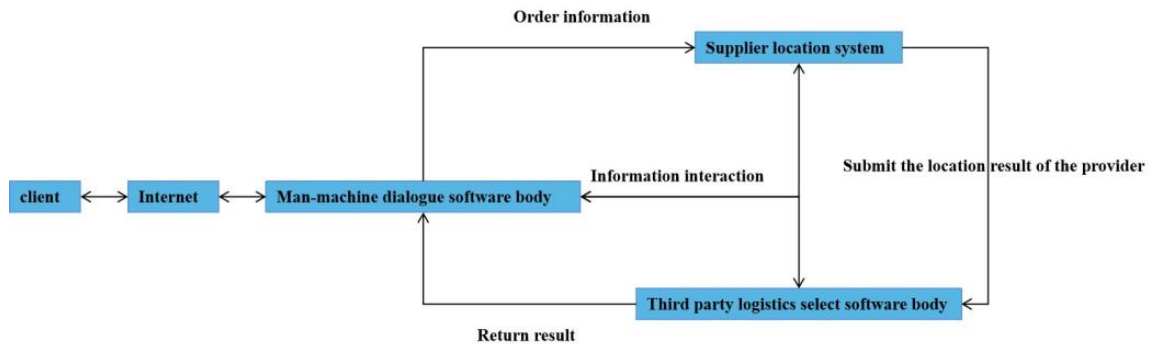 Order information
Supplier location system
Submit the location result of the provider
Information interaction
client
Internet
Man-machine dialogue software body
Third party logistics select software body
Return result